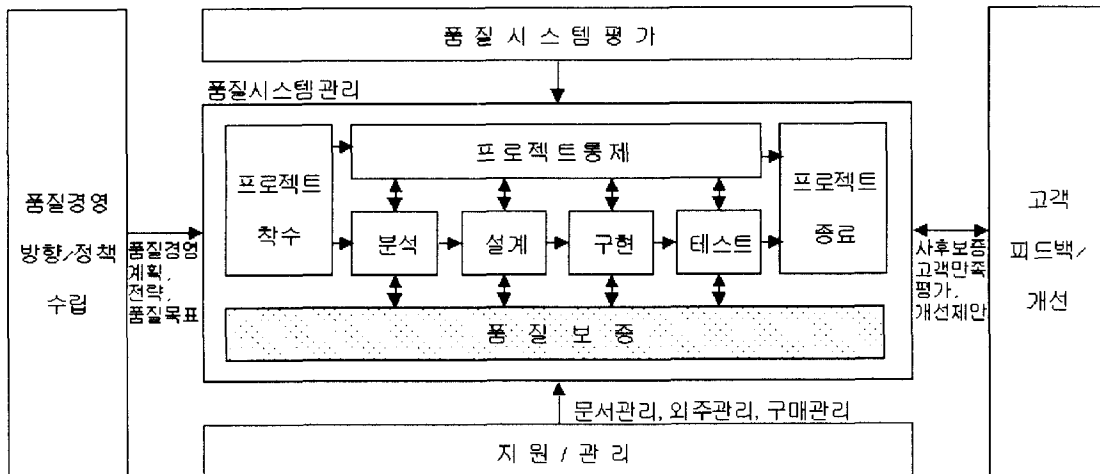 품 질 시 스 템 평 가
품질시스템관리
품질경영
방향/정책
수립
품질경영
계획,
전략,
품질목표
프로젝트
착수
프로젝트통제
분석
설계
구현
테스트
프로젝트
종료
품 질 보 증
사후보증
고객만족
평가,
개선제안
고객
피드백/
개선
문서관리, 외주관리, 구매관리
지 원 / 관 리